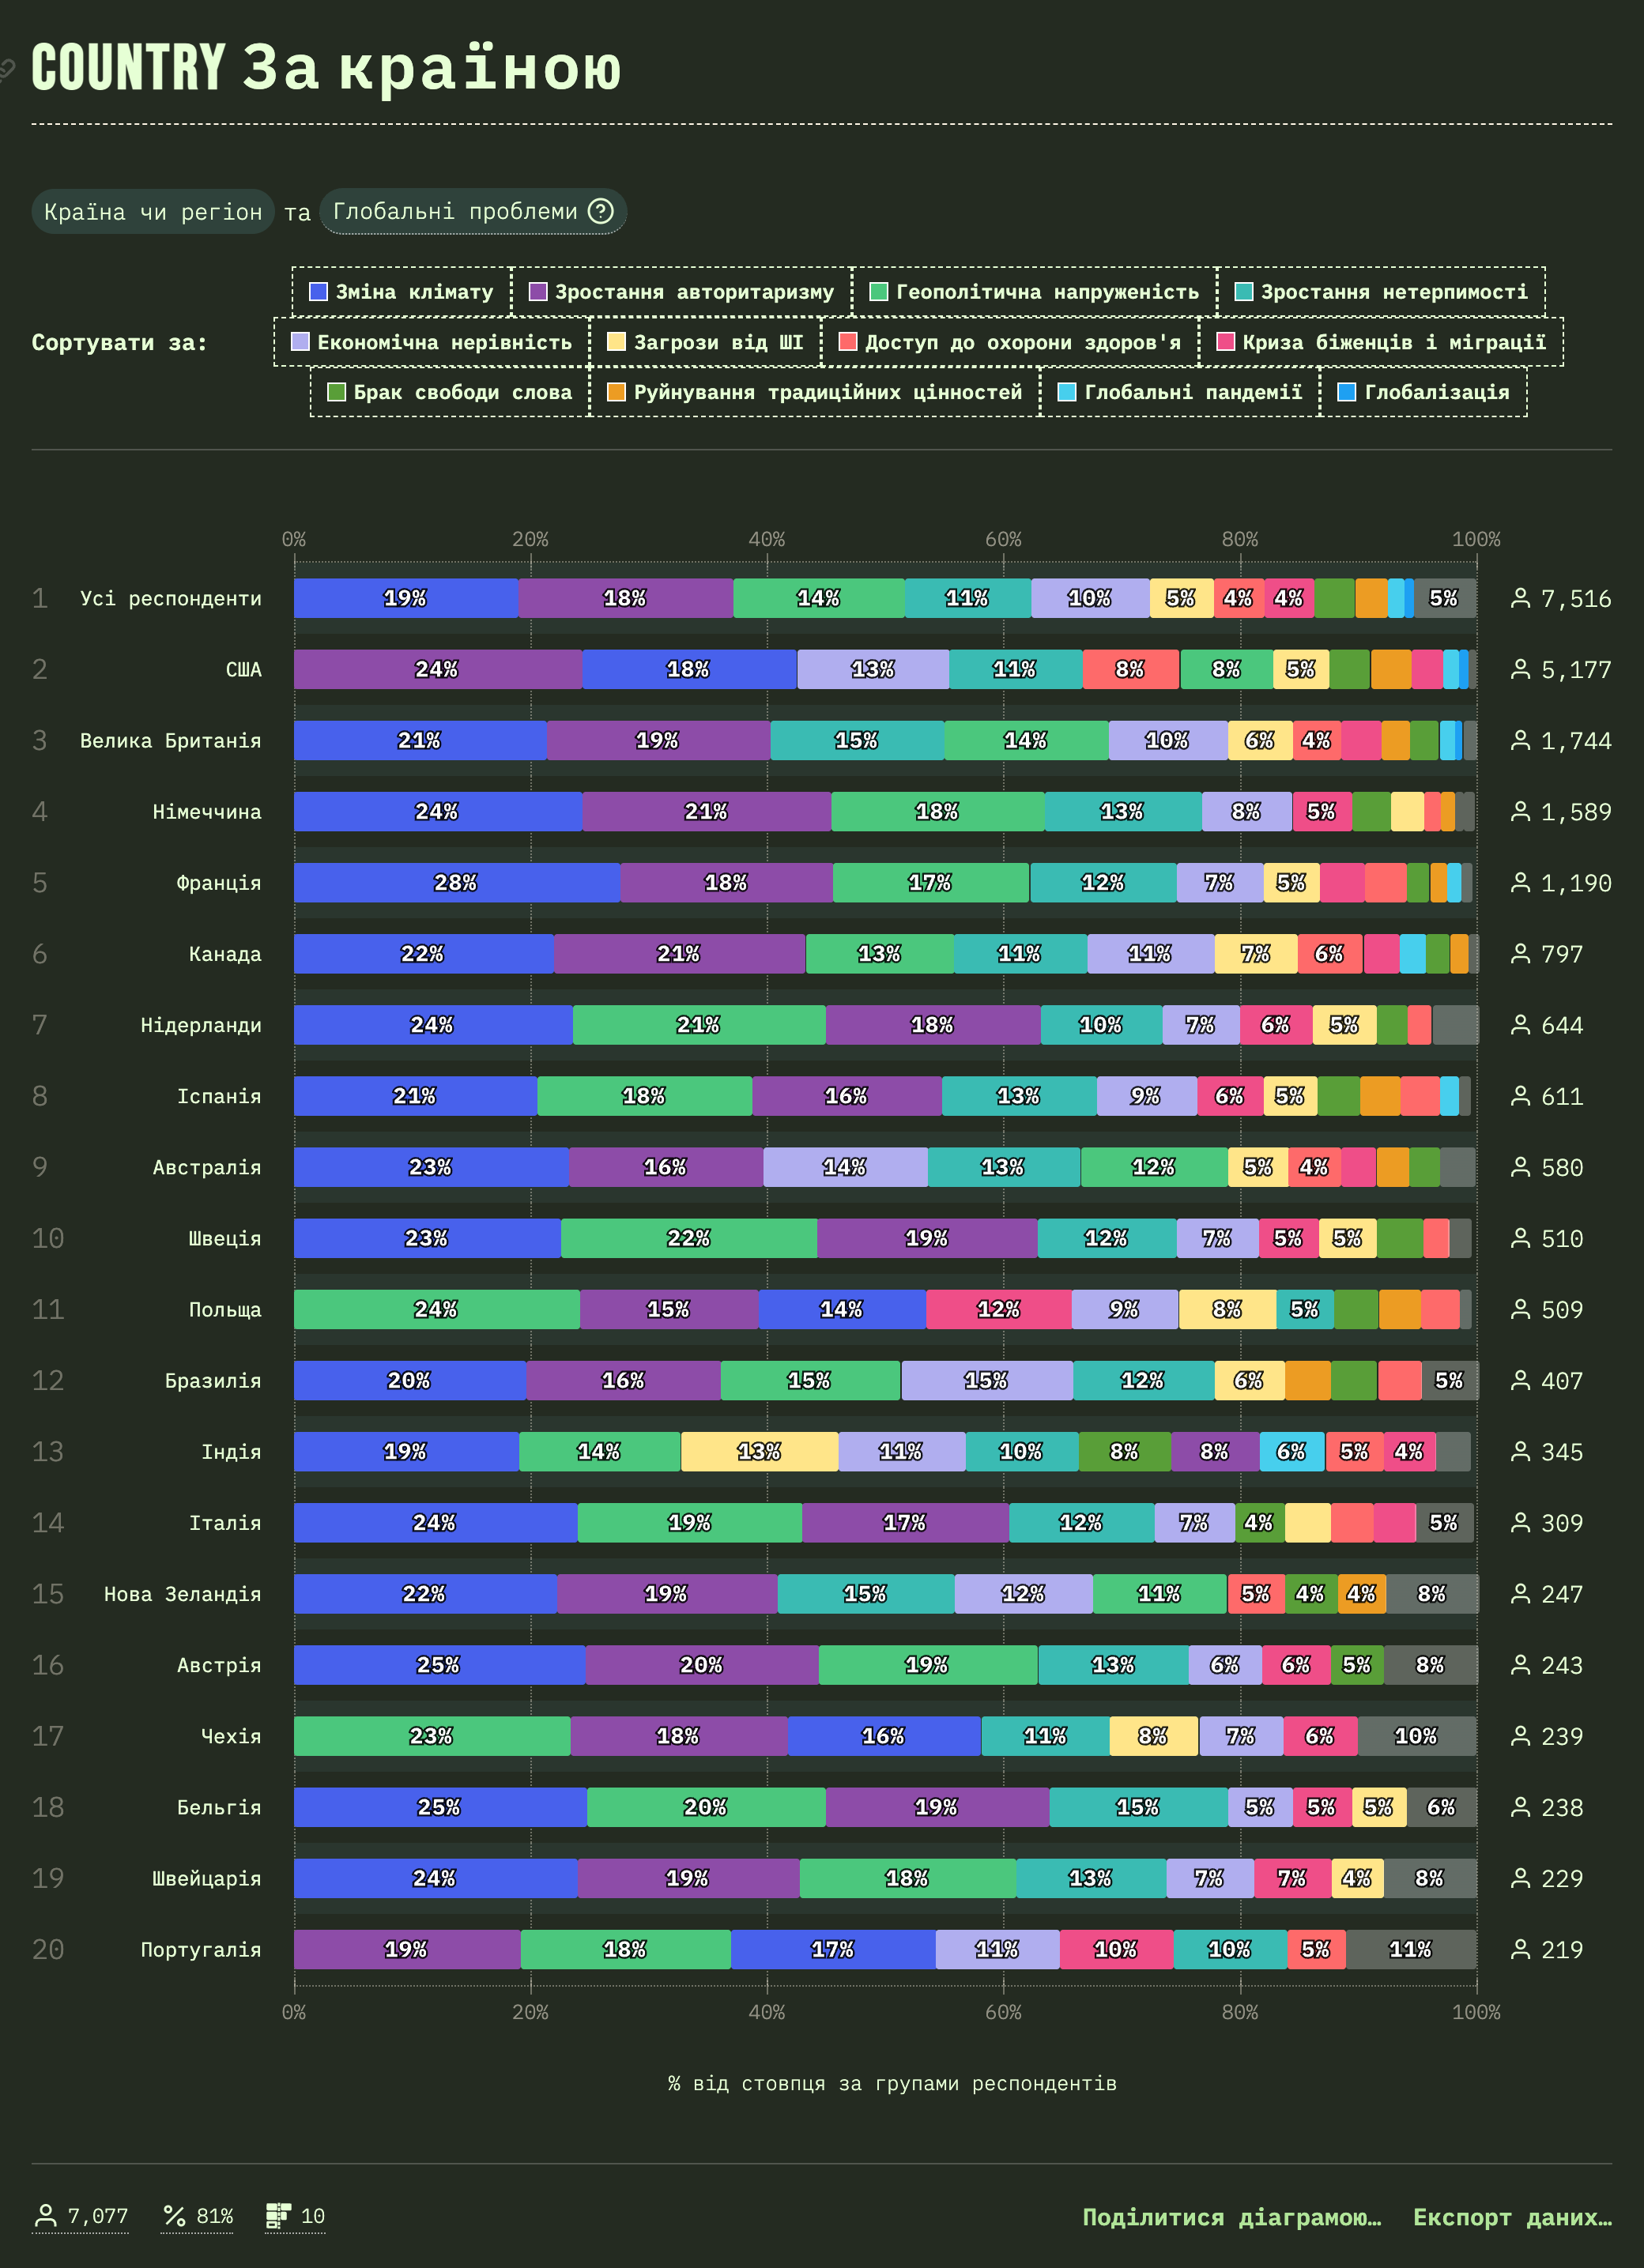 COUNTRY За країною
Країна чи регіон та Глобальні проблеми ?
Зміна клімату Зростання авторитаризму Геополітична напруженість Зростання нетерпимості
Сортувати за: Економічна нерівність Загрози від ШІ Доступ до охорони здоров'я Криза біженців і міграції
Брак свободи слова Руйнування традиційних цінностей Глобальні пандемії Глобалізація
0% 20% 40% 60% 80% 100%
1 Усі респонденти 19% 18% 14% 11% 10% 5% 4% 4% 5% 7,516
2 США 24% 18% 13% 11% 8% 8% 5% 5,177
3 Велика Британія 21% 19% 15% 14% 10% 6% 4% 1,744
4 Німеччина 24% 21% 18% 13% 8% 5% 1,589
5 Франція 28% 18% 17% 12% 7% 5% 1,190
6 Канада 22% 21% 13% 11% 11% 7% 6% 797
7 Нідерланди 24% 21% 18% 10% 7% 6% 5% 644
8 Іспанія 21% 18% 16% 13% 9% 6% 5% 611
9 Австралія 23% 16% 14% 13% 12% 5% 4% 580
10 Швеція 23% 22% 19% 12% 7% 5% 5% 510
11 Польща 24% 15% 14% 12% 9% 8% 5% 509
12 Бразилія 20% 16% 15% 15% 12% 6% 5% 407
13 Індія 19% 14% 13% 11% 10% 8% 8% 6% 5% 4% 345
14 Італія 24% 19% 17% 12% 7% 4% 5% 309
15 Нова Зеландія 22% 19% 15% 12% 11% 5% 4% 4% 8% 247
16 Австрія 25% 20% 19% 13% 6% 6% 5% 8% 243
17 Чехія 23% 18% 16% 11% 8% 7% 6% 10% 239
18 Бельгія 25% 20% 19% 15% 5% 5% 5% 6% 238
19 Швейцарія 24% 19% 18% 13% 7% 7% 4% 8% 229
20 Португалія 19% 18% 17% 11% 10% 10% 5% 11% 219
0% 20% 40% 60% 80% 100%
% від стовпця за групами респондентів
7,077 81% 10 Поділитися діаграмою… Експорт даних…